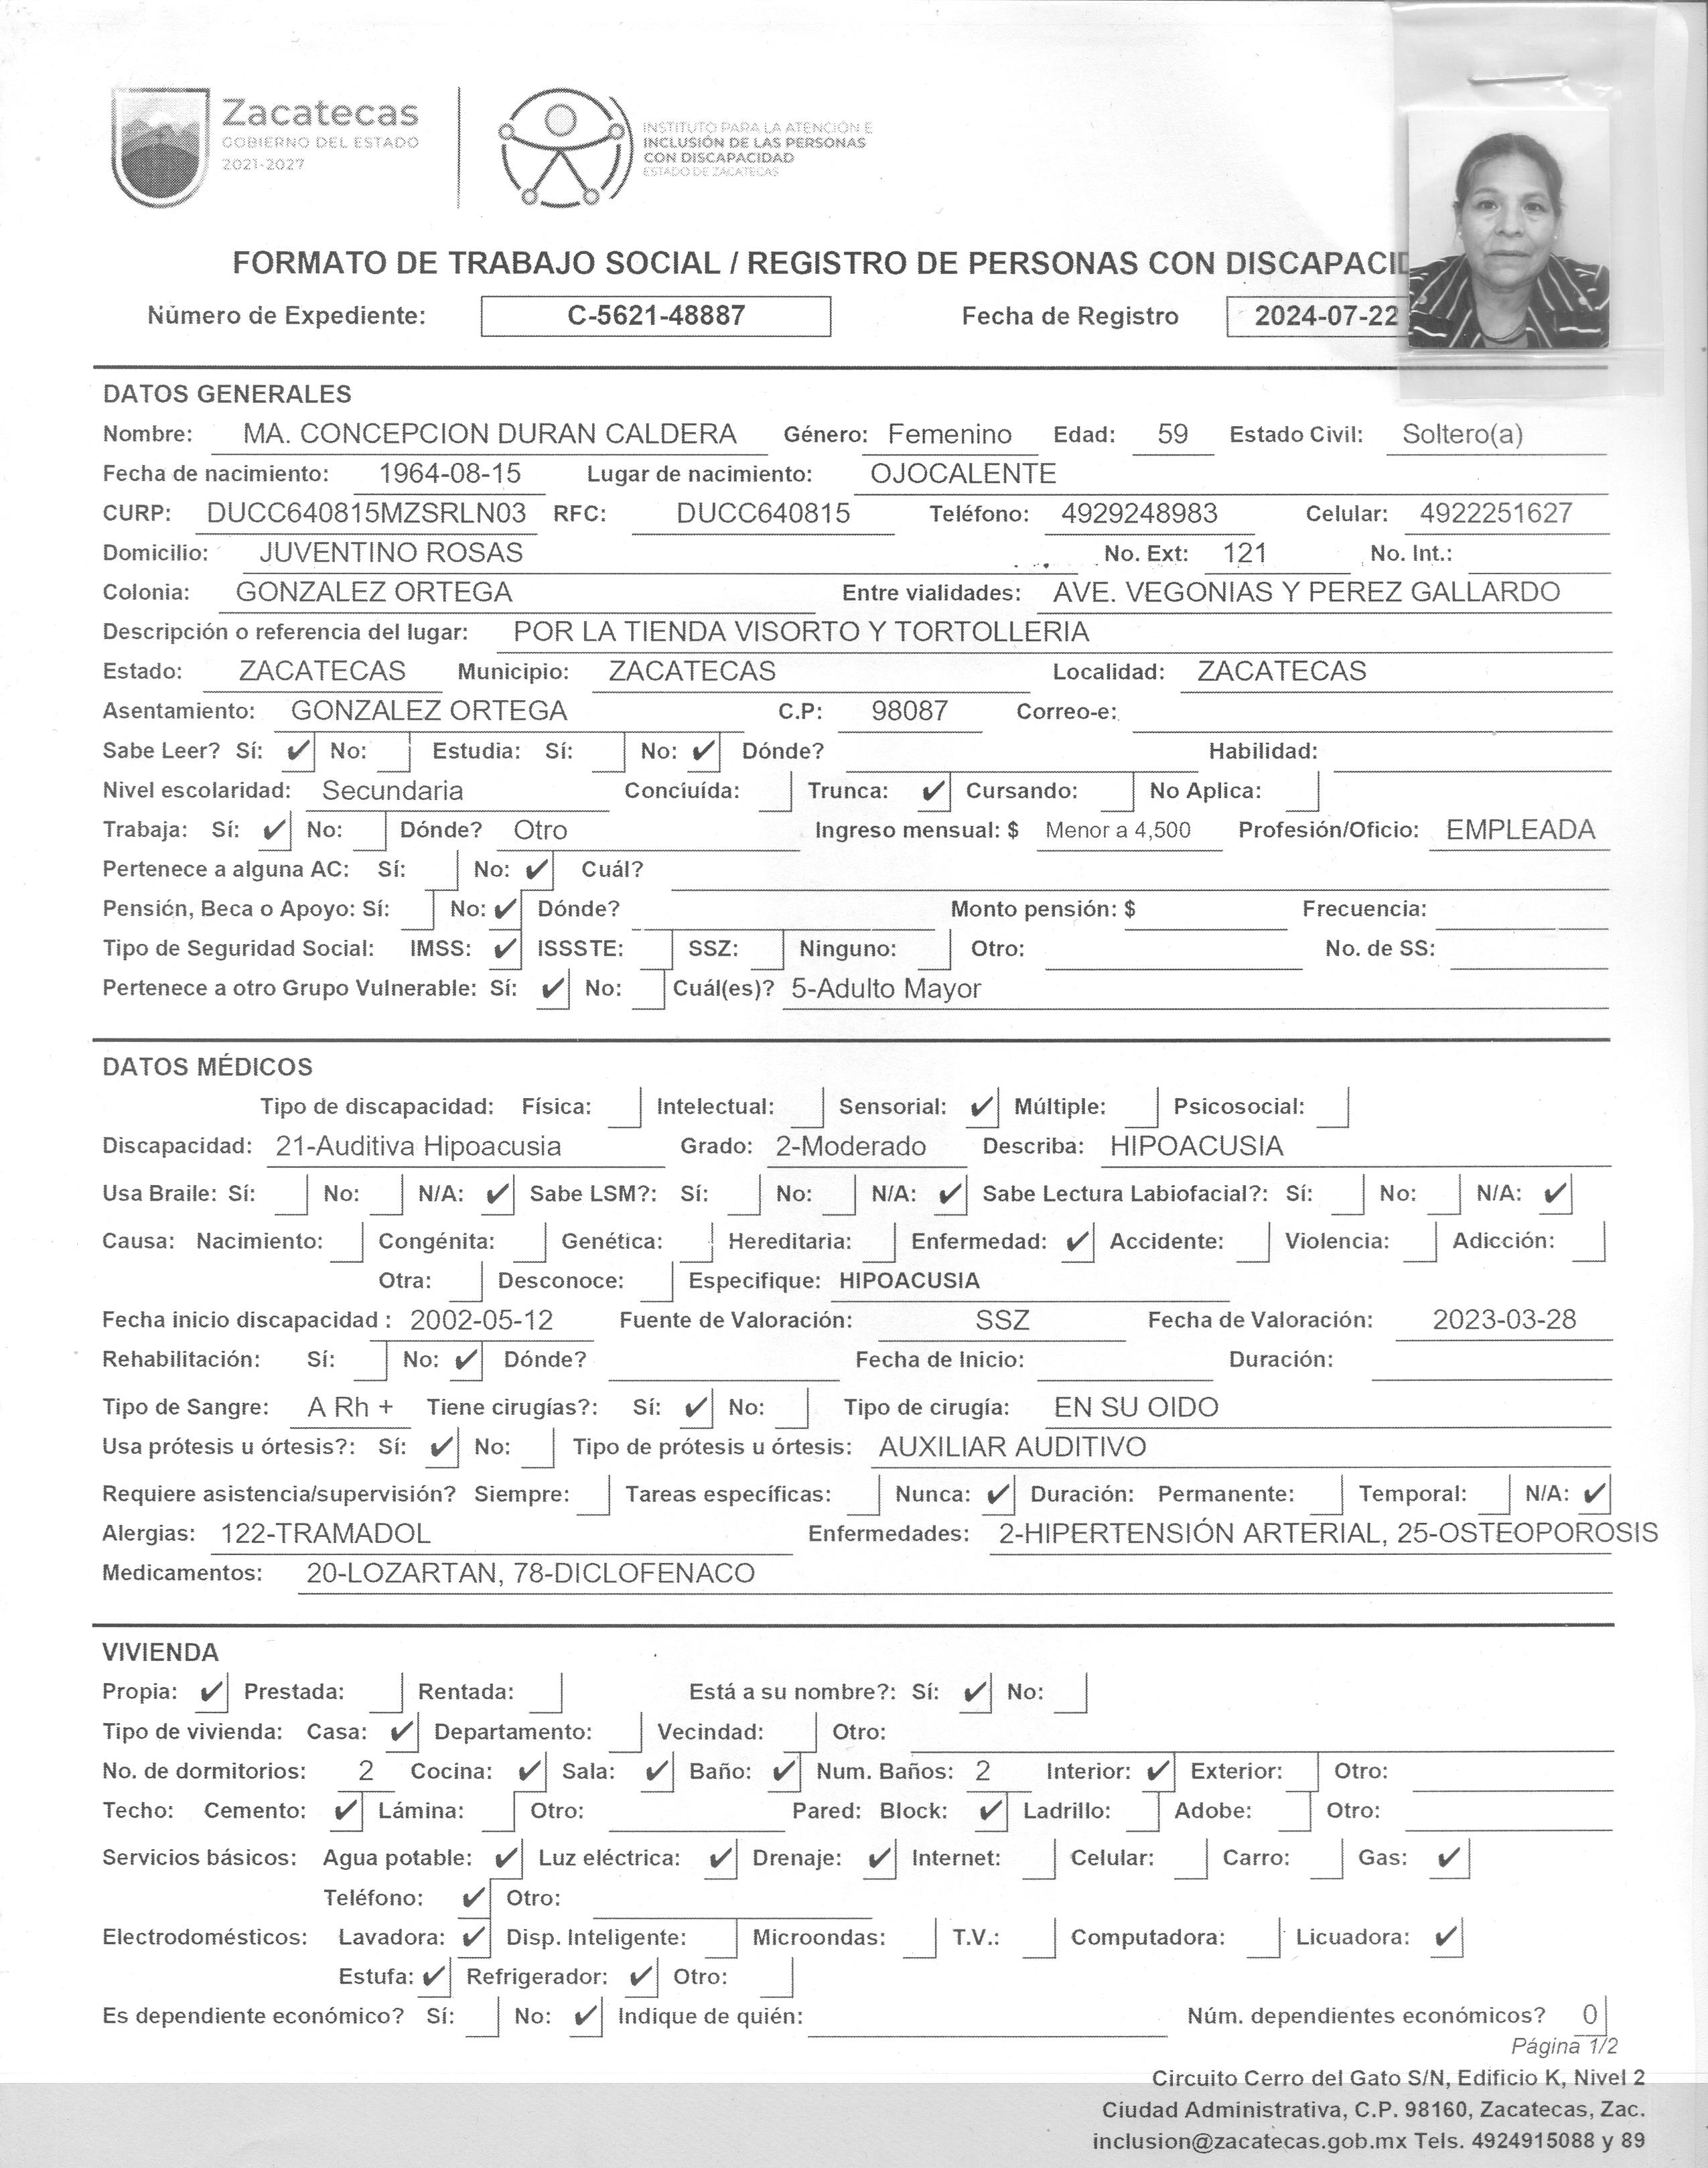 Zacatecas
GOBIERNO DEL ESTADO
2021-2027
INSTITUTO PARA LA ATENCIÓN E
INCLUSIÓN DE LAS PERSONAS
CON DISCAPACIDAD
ESTADO DE ZACATECAS
FORMATO DE TRABAJO SOCIAL / REGISTRO DE PERSONAS CON DISCAPACID
Número de Expediente: C-5621-48887 Fecha de Registro 2024-07-22
DATOS GENERALES
Nombre: MA. CONCEPCION DURAN CALDERA Género: Femenino Edad: 59 Estado Civil: Soltero(a)
Fecha de nacimiento: 1964-08-15 Lugar de nacimiento: OJOCALENTE
CURP: DUCC640815MZSRLN03 RFC: DUCC640815 Teléfono: 4929248983 Celular: 4922251627
Domicilio: JUVENTINO ROSAS No. Ext: 121 No. Int.:
Colonia: GONZALEZ ORTEGA Entre vialidades: AVE. VEGONIAS Y PEREZ GALLARDO
Descripción o referencia del lugar: POR LA TIENDA VISORTO Y TORTOLLERIA
Estado: ZACATECAS Municipio: ZACATECAS Localidad: ZACATECAS
Asentamiento: GONZALEZ ORTEGA C.P: 98087 Correo-e:
Sabe Leer? Sí: ✔ No: Estudia: Sí: No: ✔ Dónde? Habilidad:
Nivel escolaridad: Secundaria Concluída: Trunca: ✔ Cursando: No Aplica:
Trabaja: Sí: ✔ No: Dónde? Otro Ingreso mensual: $ Menor a 4,500 Profesión/Oficio: EMPLEADA
Pertenece a alguna AC: Sí: No: ✔ Cuál?
Pensión, Beca o Apoyo: Sí: No: ✔ Dónde? Monto pensión: $ Frecuencia:
Tipo de Seguridad Social: IMSS: ✔ ISSSTE: SSZ: Ninguno: Otro: No. de SS:
Pertenece a otro Grupo Vulnerable: Sí: ✔ No: Cuál(es)? 5-Adulto Mayor
DATOS MÉDICOS
Tipo de discapacidad: Física: Intelectual: Sensorial: ✔ Múltiple: Psicosocial:
Discapacidad: 21-Auditiva Hipoacusia Grado: 2-Moderado Describa: HIPOACUSIA
Usa Braile: Sí: No: N/A: ✔ Sabe LSM?: Sí: No: N/A: ✔ Sabe Lectura Labiofacial?: Sí: No: N/A: ✔
Causa: Nacimiento: Congénita: Genética: Hereditaria: Enfermedad: ✔ Accidente: Violencia: Adicción:
Otra: Desconoce: Especifique: HIPOACUSIA
Fecha inicio discapacidad : 2002-05-12 Fuente de Valoración: SSZ Fecha de Valoración: 2023-03-28
Rehabilitación: Sí: No: ✔ Dónde? Fecha de Inicio: Duración:
Tipo de Sangre: A Rh + Tiene cirugías?: Sí: ✔ No: Tipo de cirugía: EN SU OIDO
Usa prótesis u órtesis?: Sí: ✔ No: Tipo de prótesis u órtesis: AUXILIAR AUDITIVO
Requiere asistencia/supervisión? Siempre: Tareas específicas: Nunca: ✔ Duración: Permanente: Temporal: N/A: ✔
Alergias: 122-TRAMADOL Enfermedades: 2-HIPERTENSIÓN ARTERIAL, 25-OSTEOPOROSIS
Medicamentos: 20-LOZARTAN, 78-DICLOFENACO
VIVIENDA
Propia: ✔ Prestada: Rentada: Está a su nombre?: Sí: ✔ No:
Tipo de vivienda: Casa: ✔ Departamento: Vecindad: Otro:
No. de dormitorios: 2 Cocina: ✔ Sala: ✔ Baño: ✔ Num. Baños: 2 Interior: ✔ Exterior: Otro:
Techo: Cemento: ✔ Lámina: Otro: Pared: Block: ✔ Ladrillo: Adobe: Otro:
Servicios básicos: Agua potable: ✔ Luz eléctrica: ✔ Drenaje: ✔ Internet: Celular: Carro: Gas: ✔
Teléfono: ✔ Otro:
Electrodomésticos: Lavadora: ✔ Disp. Inteligente: Microondas: T.V.: Computadora: Licuadora: ✔
Estufa: ✔ Refrigerador: ✔ Otro:
Es dependiente económico? Sí: No: ✔ Indique de quién: Núm. dependientes económicos? 0
Página 1/2
Circuito Cerro del Gato S/N, Edificio K, Nivel 2
Ciudad Administrativa, C.P. 98160, Zacatecas, Zac.
inclusion@zacatecas.gob.mx Tels. 4924915088 y 89